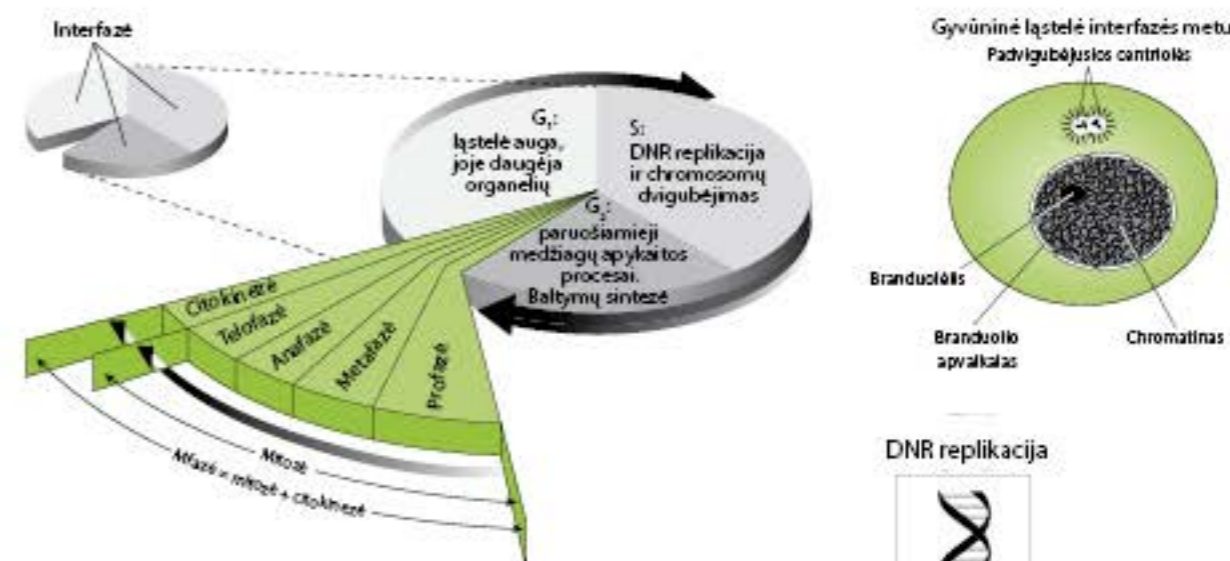 Interfazė
G₁:
ląstelė auga,
joje daugėja
organelių
S:
DNR replikacija
ir chromosomų
dvigubėjimas
G₂:
paruošiamieji
medžiagų apykaitos
procesai.
Baltymų sintezė
Citokinezė
Telofazė
Anafazė
Metafazė
Profazė
Mitozė
M fazė = mitozė + citokinezė
Gyvūninė ląstelė interfazės metu
Padvigubėjusios centriolės
Branduolėlis
Branduolio
apvalkalas
Chromatinas
DNR replikacija